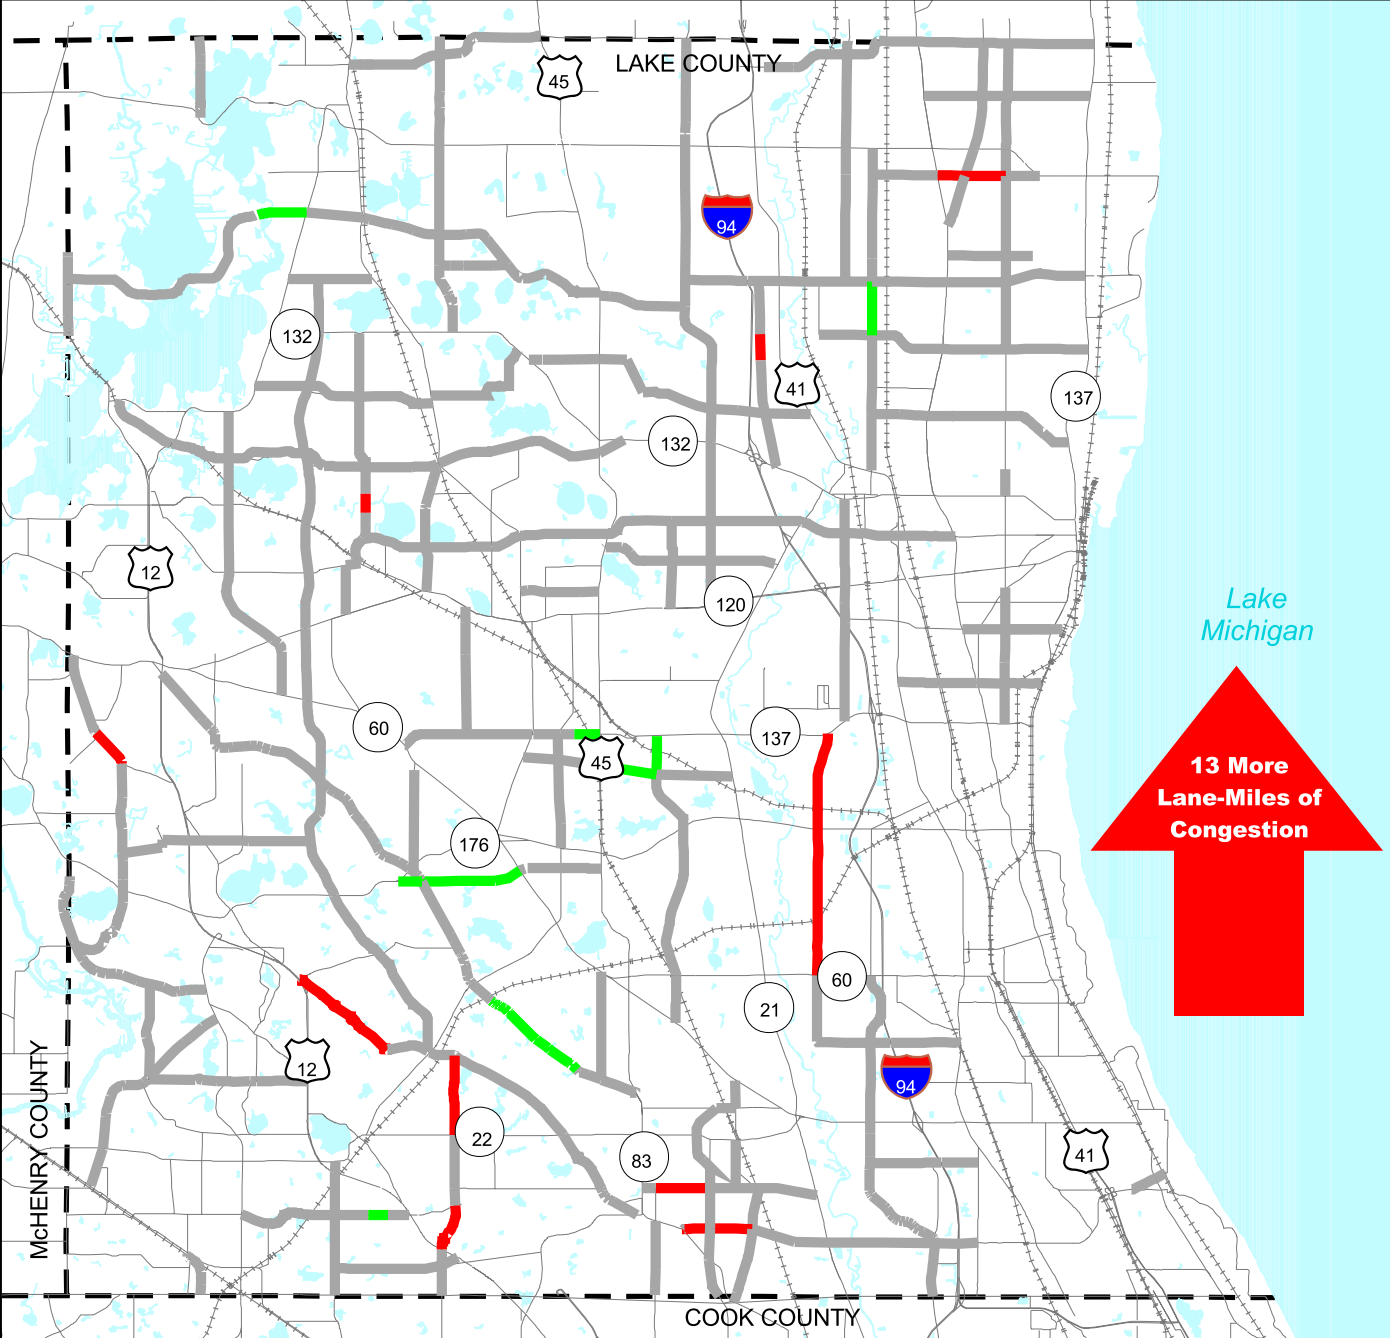 LAKE COUNTY
45
94
132
41
137
132
12
120
Lake
Michigan
60
137
45
13 More
Lane-Miles of
Congestion
176
60
21
12
94
22
83
41
McHENRY COUNTY
COOK COUNTY